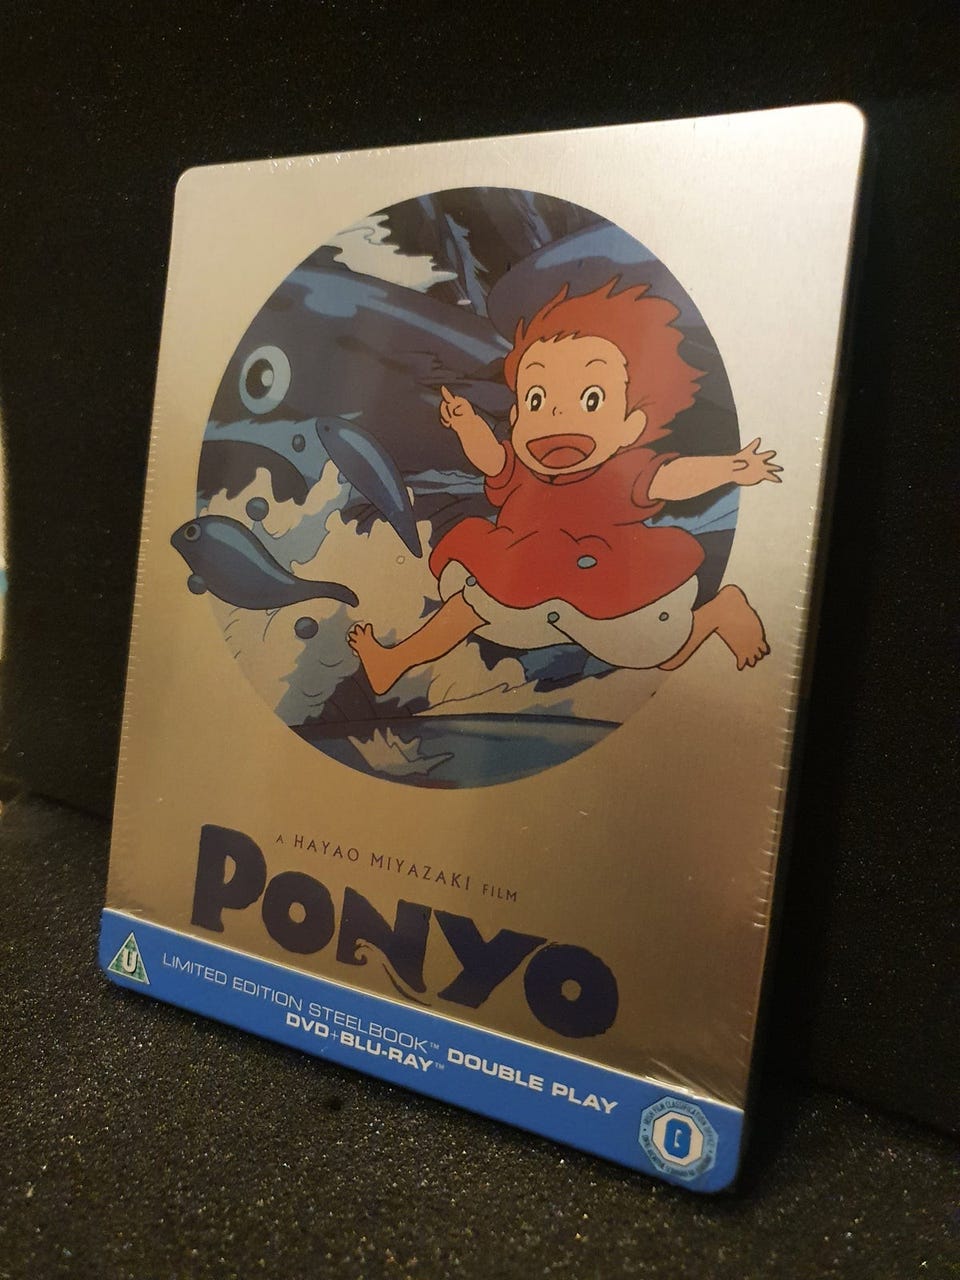 A HAYAO MIYAZAKI FILM
PONYO
U
LIMITED EDITION STEELBOOK™ DOUBLE PLAY
DVD+BLU-RAY™
G